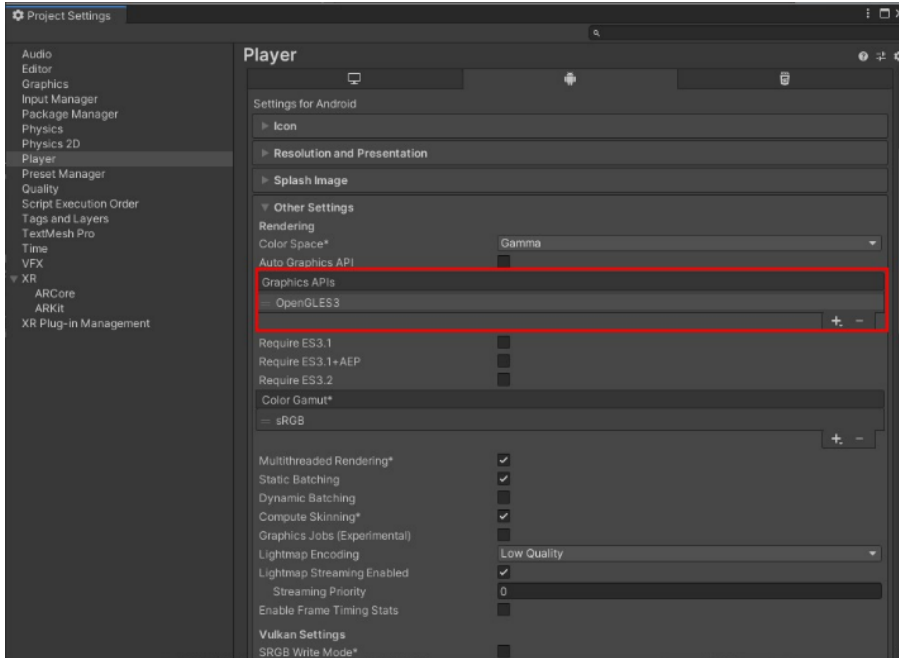 Project Settings
Audio
Editor
Graphics
Input Manager
Package Manager
Physics
Physics 2D
Player
Preset Manager
Quality
Script Execution Order
Tags and Layers
TextMesh Pro
Time
VFX
XR
ARCore
ARKit
XR Plug-in Management
Player
Settings for Android
Icon
Resolution and Presentation
Splash Image
Other Settings
Rendering
Color Space* Gamma
Auto Graphics API
Graphics APIs
OpenGLES3
Require ES3.1
Require ES3.1+AEP
Require ES3.2
Color Gamut*
sRGB
Multithreaded Rendering*
Static Batching
Dynamic Batching
Compute Skinning*
Graphics Jobs (Experimental)
Lightmap Encoding Low Quality
Lightmap Streaming Enabled
Streaming Priority 0
Enable Frame Timing Stats
Vulkan Settings
SRGB Write Mode*